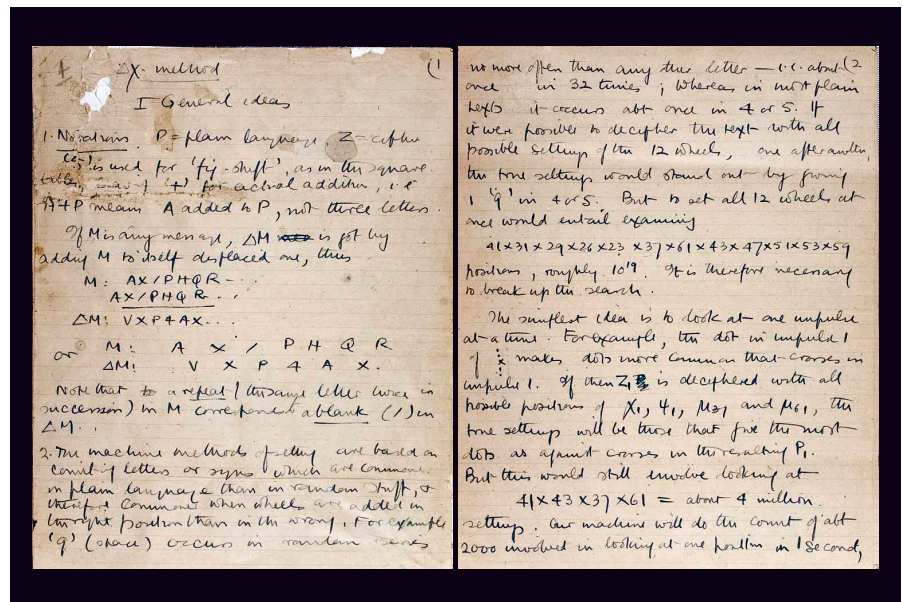 ΔX-method (1
I General ideas
1. Notations. P = plain language, Z = cipher
is used for 'fig-shift', as in the square
'+' for actual addition, i.e
A+P means A added to P, not three letters.
If M is any message, ΔM is got by
adding M to itself displaced one, thus
M: AX/PHQR-..
AX/PHQR-..
ΔM: VXP4AX...
or M: A X / P H Q R
ΔM: V X P 4 A X.
Note that a repeat (the same letter twice in
succession) in M corresponds a blank (/) in
ΔM.
2. The machine methods of setting are based on
counting letters or signs which are commoner
in plain language than in random stuff, &
therefore commoner when wheels are added in
the right position than in the wrong. For example
'9' (space) occurs in random series
no more often than any other letter — i.e. about (2
once in 32 times; whereas in most plain
texts it occurs abt once in 4 or 5. If
it were possible to decipher the text with all
possible settings of the 12 wheels, one after another,
the true settings would stand out by giving
1 '9' in 4 or 5. But to set all 12 wheels at
once would entail examining
41×31×29×26×23×37×61×43×47×51×53×59
positions, roughly 10^19. It is therefore necessary
to break up the search.
The simplest idea is to look at one impulse
at a time. For example, the dot in impulse 1
of makes dots more common that crosses in
impulse 1. If then Z1 is deciphered with all
possible positions of χ1, ψ1, μ37 and μ61, the
true settings will be those that give the most
dots as against crosses in the resulting P1.
But this would still involve looking at
41×43×37×61 = about 4 million
settings. Our machine will do the count of abt
2000 involved in looking at one position in 1 second,